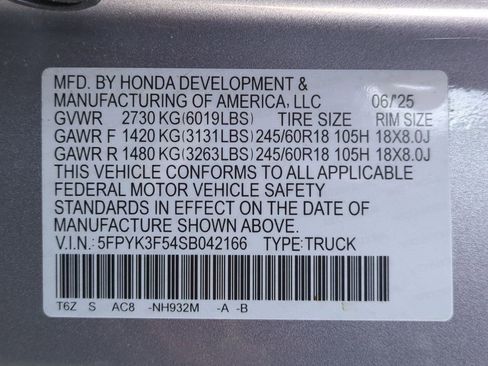 MFD. BY HONDA DEVELOPMENT &
MANUFACTURING OF AMERICA, LLC 06/'25
GVWR 2730 KG(6019LBS) TIRE SIZE RIM SIZE
GAWR F 1420 KG(3131LBS) 245/60R18 105H 18X8.0J
GAWR R 1480 KG(3263LBS) 245/60R18 105H 18X8.0J
THIS VEHICLE CONFORMS TO ALL APPLICABLE
FEDERAL MOTOR VEHICLE SAFETY
STANDARDS IN EFFECT ON THE DATE OF
MANUFACTURE SHOWN ABOVE.
V.I.N.: 5FPYK3F54SB042166 TYPE:TRUCK
T6Z S AC8 -NH932M -A -B